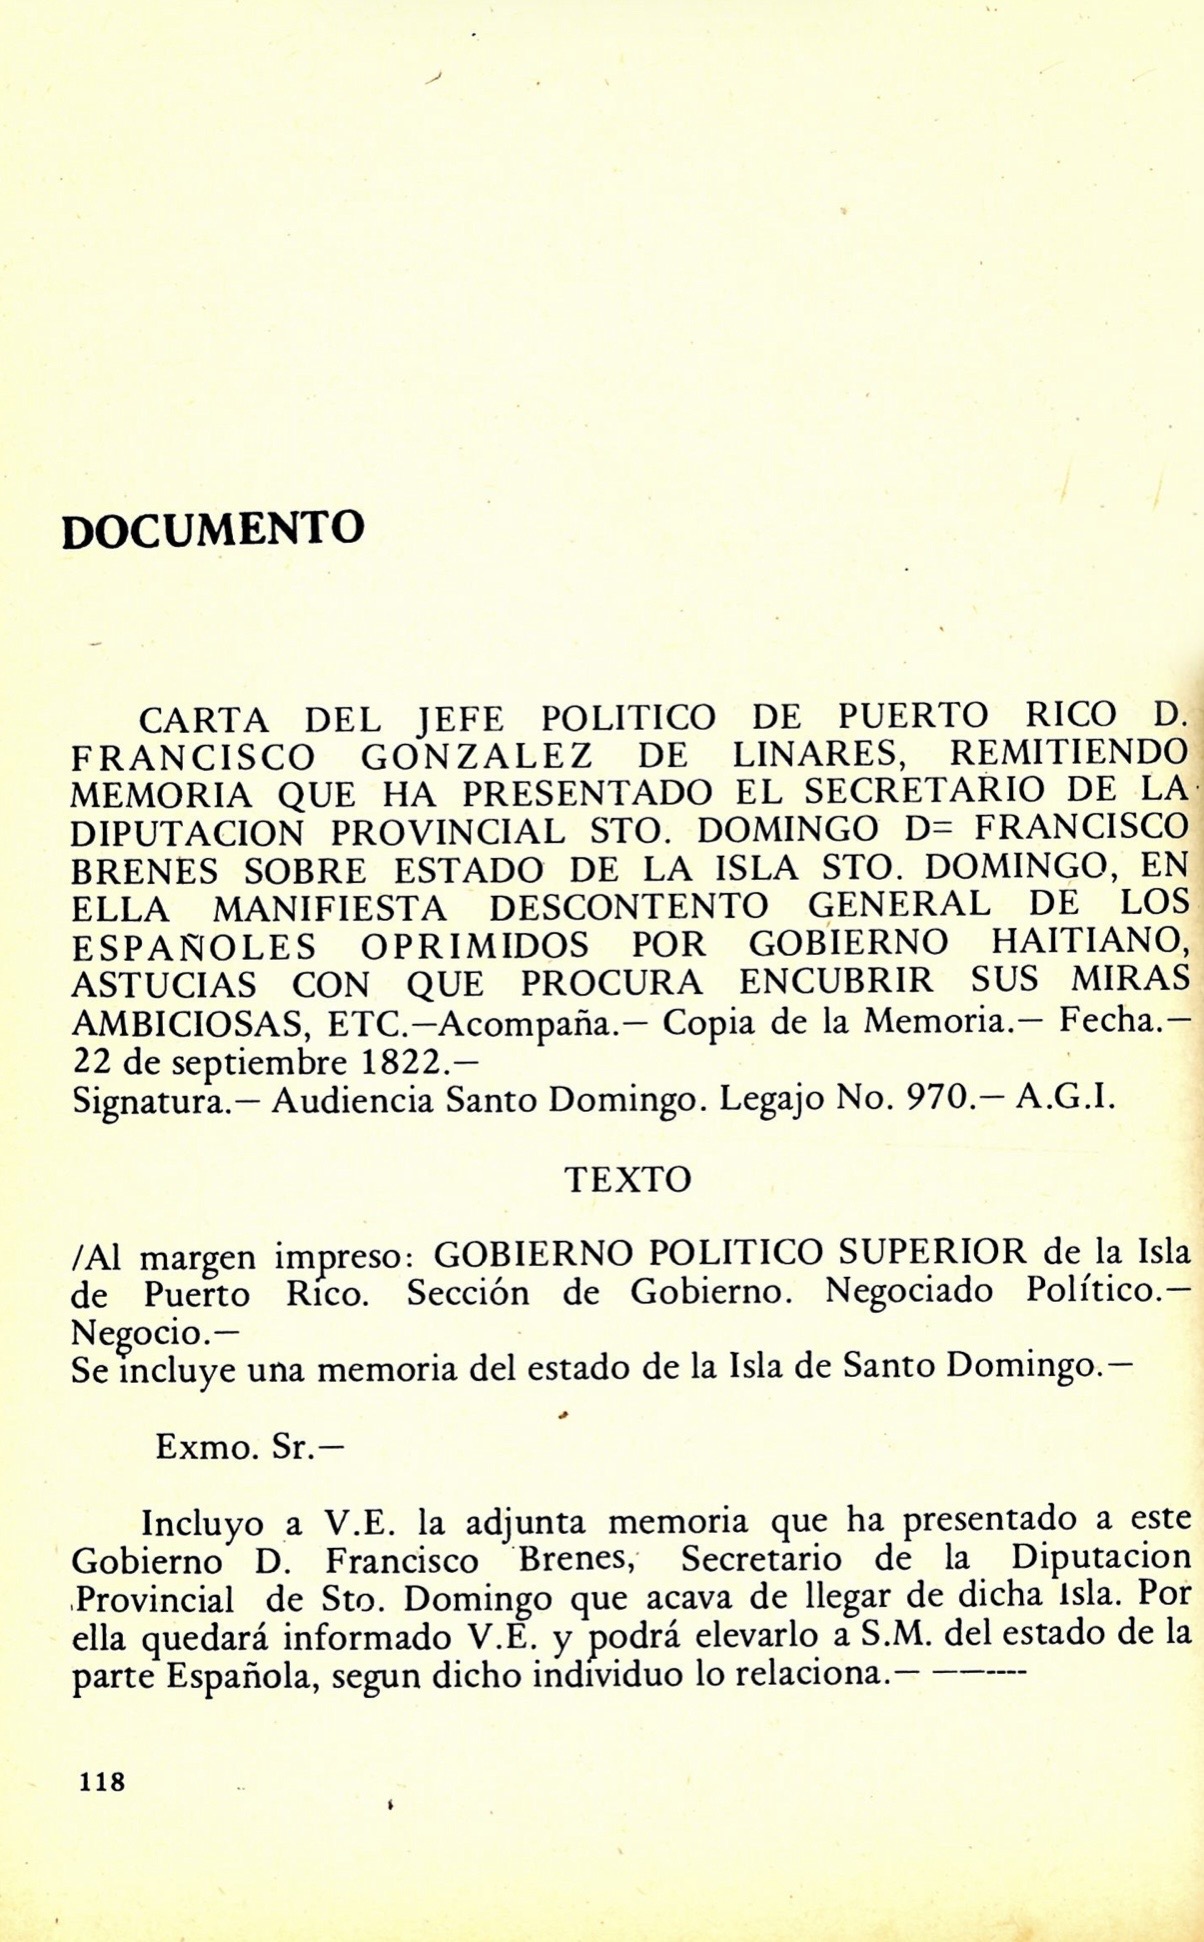 DOCUMENTO
CARTA DEL JEFE POLITICO DE PUERTO RICO D.
FRANCISCO GONZALEZ DE LINARES, REMITIENDO
MEMORIA QUE HA PRESENTADO EL SECRETARIO DE LA
DIPUTACION PROVINCIAL STO. DOMINGO D= FRANCISCO
BRENES SOBRE ESTADO DE LA ISLA STO. DOMINGO, EN
ELLA MANIFIESTA DESCONTENTO GENERAL DE LOS
ESPAÑOLES OPRIMIDOS POR GOBIERNO HAITIANO,
ASTUCIAS CON QUE PROCURA ENCUBRIR SUS MIRAS
AMBICIOSAS, ETC.—Acompaña.— Copia de la Memoria.— Fecha.—
22 de septiembre 1822.—
Signatura.— Audiencia Santo Domingo. Legajo No. 970.— A.G.I.
TEXTO
/Al margen impreso: GOBIERNO POLITICO SUPERIOR de la Isla
de Puerto Rico. Sección de Gobierno. Negociado Político.—
Negocio.—
Se incluye una memoria del estado de la Isla de Santo Domingo.—
Exmo. Sr.—
Incluyo a V.E. la adjunta memoria que ha presentado a este
Gobierno D. Francisco Brenes, Secretario de la Diputacion
Provincial de Sto. Domingo que acava de llegar de dicha Isla. Por
ella quedará informado V.E. y podrá elevarlo a S.M. del estado de la
parte Española, segun dicho individuo lo relaciona.— ——----
118